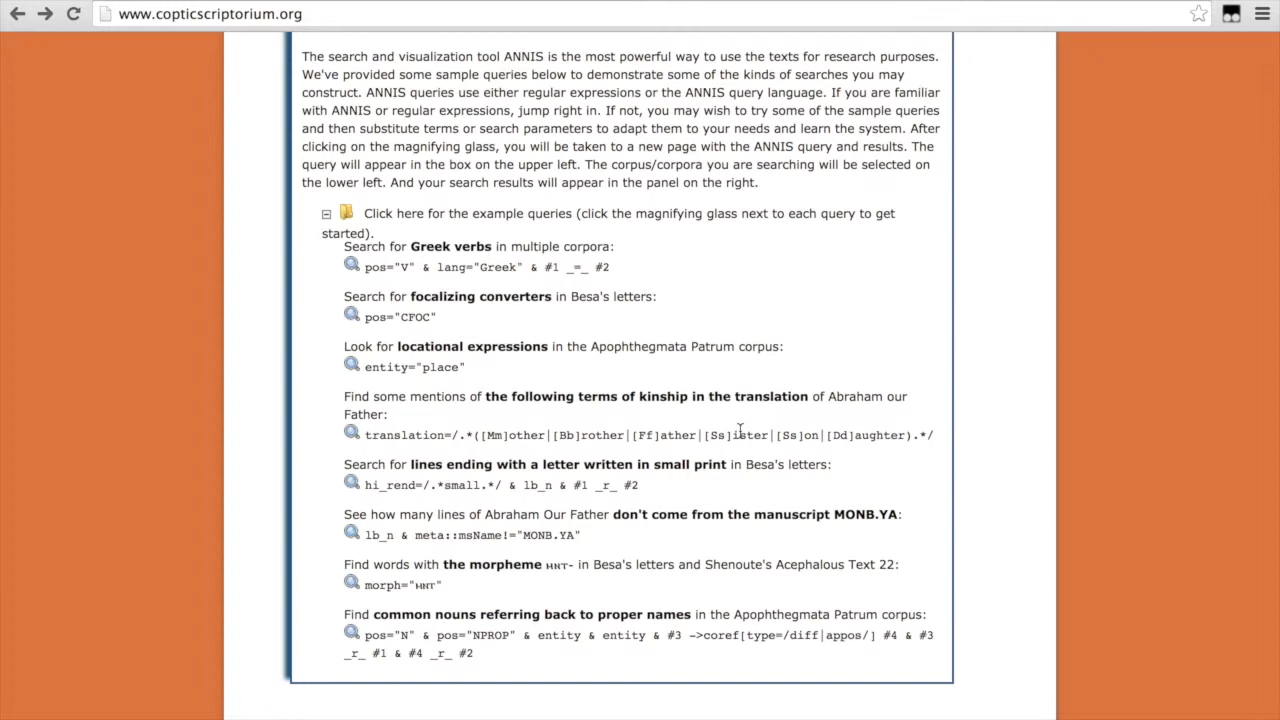 www.copticscriptorium.org
The search and visualization tool ANNIS is the most powerful way to use the texts for research purposes.
We've provided some sample queries below to demonstrate some of the kinds of searches you may
construct. ANNIS queries use either regular expressions or the ANNIS query language. If you are familiar
with ANNIS or regular expressions, jump right in. If not, you may wish to try some of the sample queries
and then substitute terms or search parameters to adapt them to your needs and learn the system. After
clicking on the magnifying glass, you will be taken to a new page with the ANNIS query and results. The
query will appear in the box on the upper left. The corpus/corpora you are searching will be selected on
the lower left. And your search results will appear in the panel on the right.
Click here for the example queries (click the magnifying glass next to each query to get
started).
Search for Greek verbs in multiple corpora:
pos="V" & lang="Greek" & #1 _=_ #2
Search for focalizing converters in Besa's letters:
pos="CFOC"
Look for locational expressions in the Apophthegmata Patrum corpus:
entity="place"
Find some mentions of the following terms of kinship in the translation of Abraham our
Father:
translation=/.*([Mm]other|[Bb]rother|[Ff]ather|[Ss]ister|[Ss]on|[Dd]aughter).*/
Search for lines ending with a letter written in small print in Besa's letters:
hi_rend=/.*small.*/ & lb_n & #1 _r_ #2
See how many lines of Abraham Our Father don't come from the manuscript MONB.YA:
lb_n & meta::msName!="MONB.YA"
Find words with the morpheme ⲙⲛⲧ- in Besa's letters and Shenoute's Acephalous Text 22:
morph="ⲙⲛⲧ"
Find common nouns referring back to proper names in the Apophthegmata Patrum corpus:
pos="N" & pos="NPROP" & entity & entity & #3 ->coref[type=/diff|appos/] #4 & #3
_r_ #1 & #4 _r_ #2